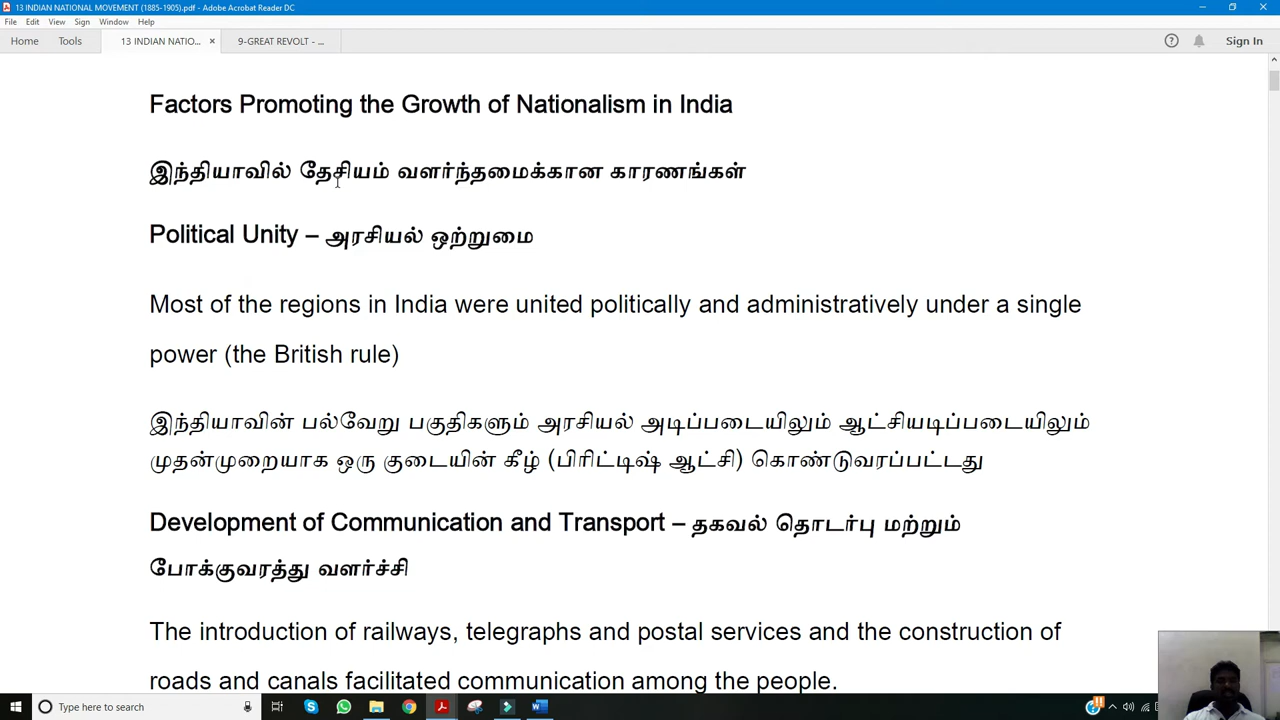 13 INDIAN NATIONAL MOVEMENT (1885-1905).pdf - Adobe Acrobat Reader DC
File Edit View Sign Window Help
Home Tools 13 INDIAN NATIO... × 9-GREAT REVOLT - ... Sign In
Factors Promoting the Growth of Nationalism in India
இந்தியாவில் தேசியம் வளர்ந்தமைக்கான காரணங்கள்
Political Unity – அரசியல் ஒற்றுமை
Most of the regions in India were united politically and administratively under a single
power (the British rule)
இந்தியாவின் பல்வேறு பகுதிகளும் அரசியல் அடிப்படையிலும் ஆட்சியடிப்படையிலும்
முதன்முறையாக ஒரு குடையின் கீழ் (பிரிட்டிஷ் ஆட்சி) கொண்டுவரப்பட்டது
Development of Communication and Transport – தகவல் தொடர்பு மற்றும்
போக்குவரத்து வளர்ச்சி
The introduction of railways, telegraphs and postal services and the construction of
roads and canals facilitated communication among the people.
Type here to search